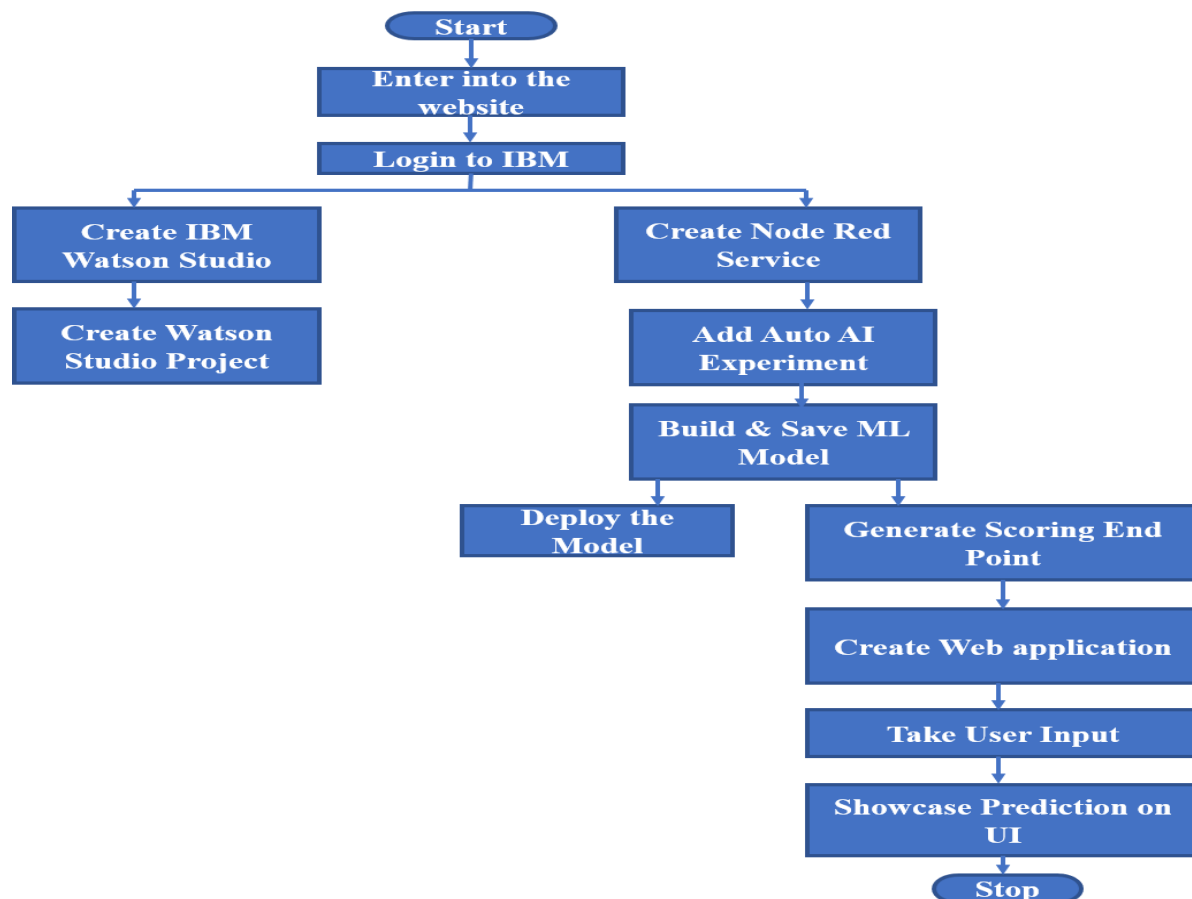 Start
Enter into the
website
Login to IBM
Create IBM
Watson Studio
Create Node Red
Service
Create Watson
Studio Project
Add Auto AI
Experiment
Build & Save ML
Model
Deploy the
Model
Generate Scoring End
Point
Create Web application
Take User Input
Showcase Prediction on
UI
Stop